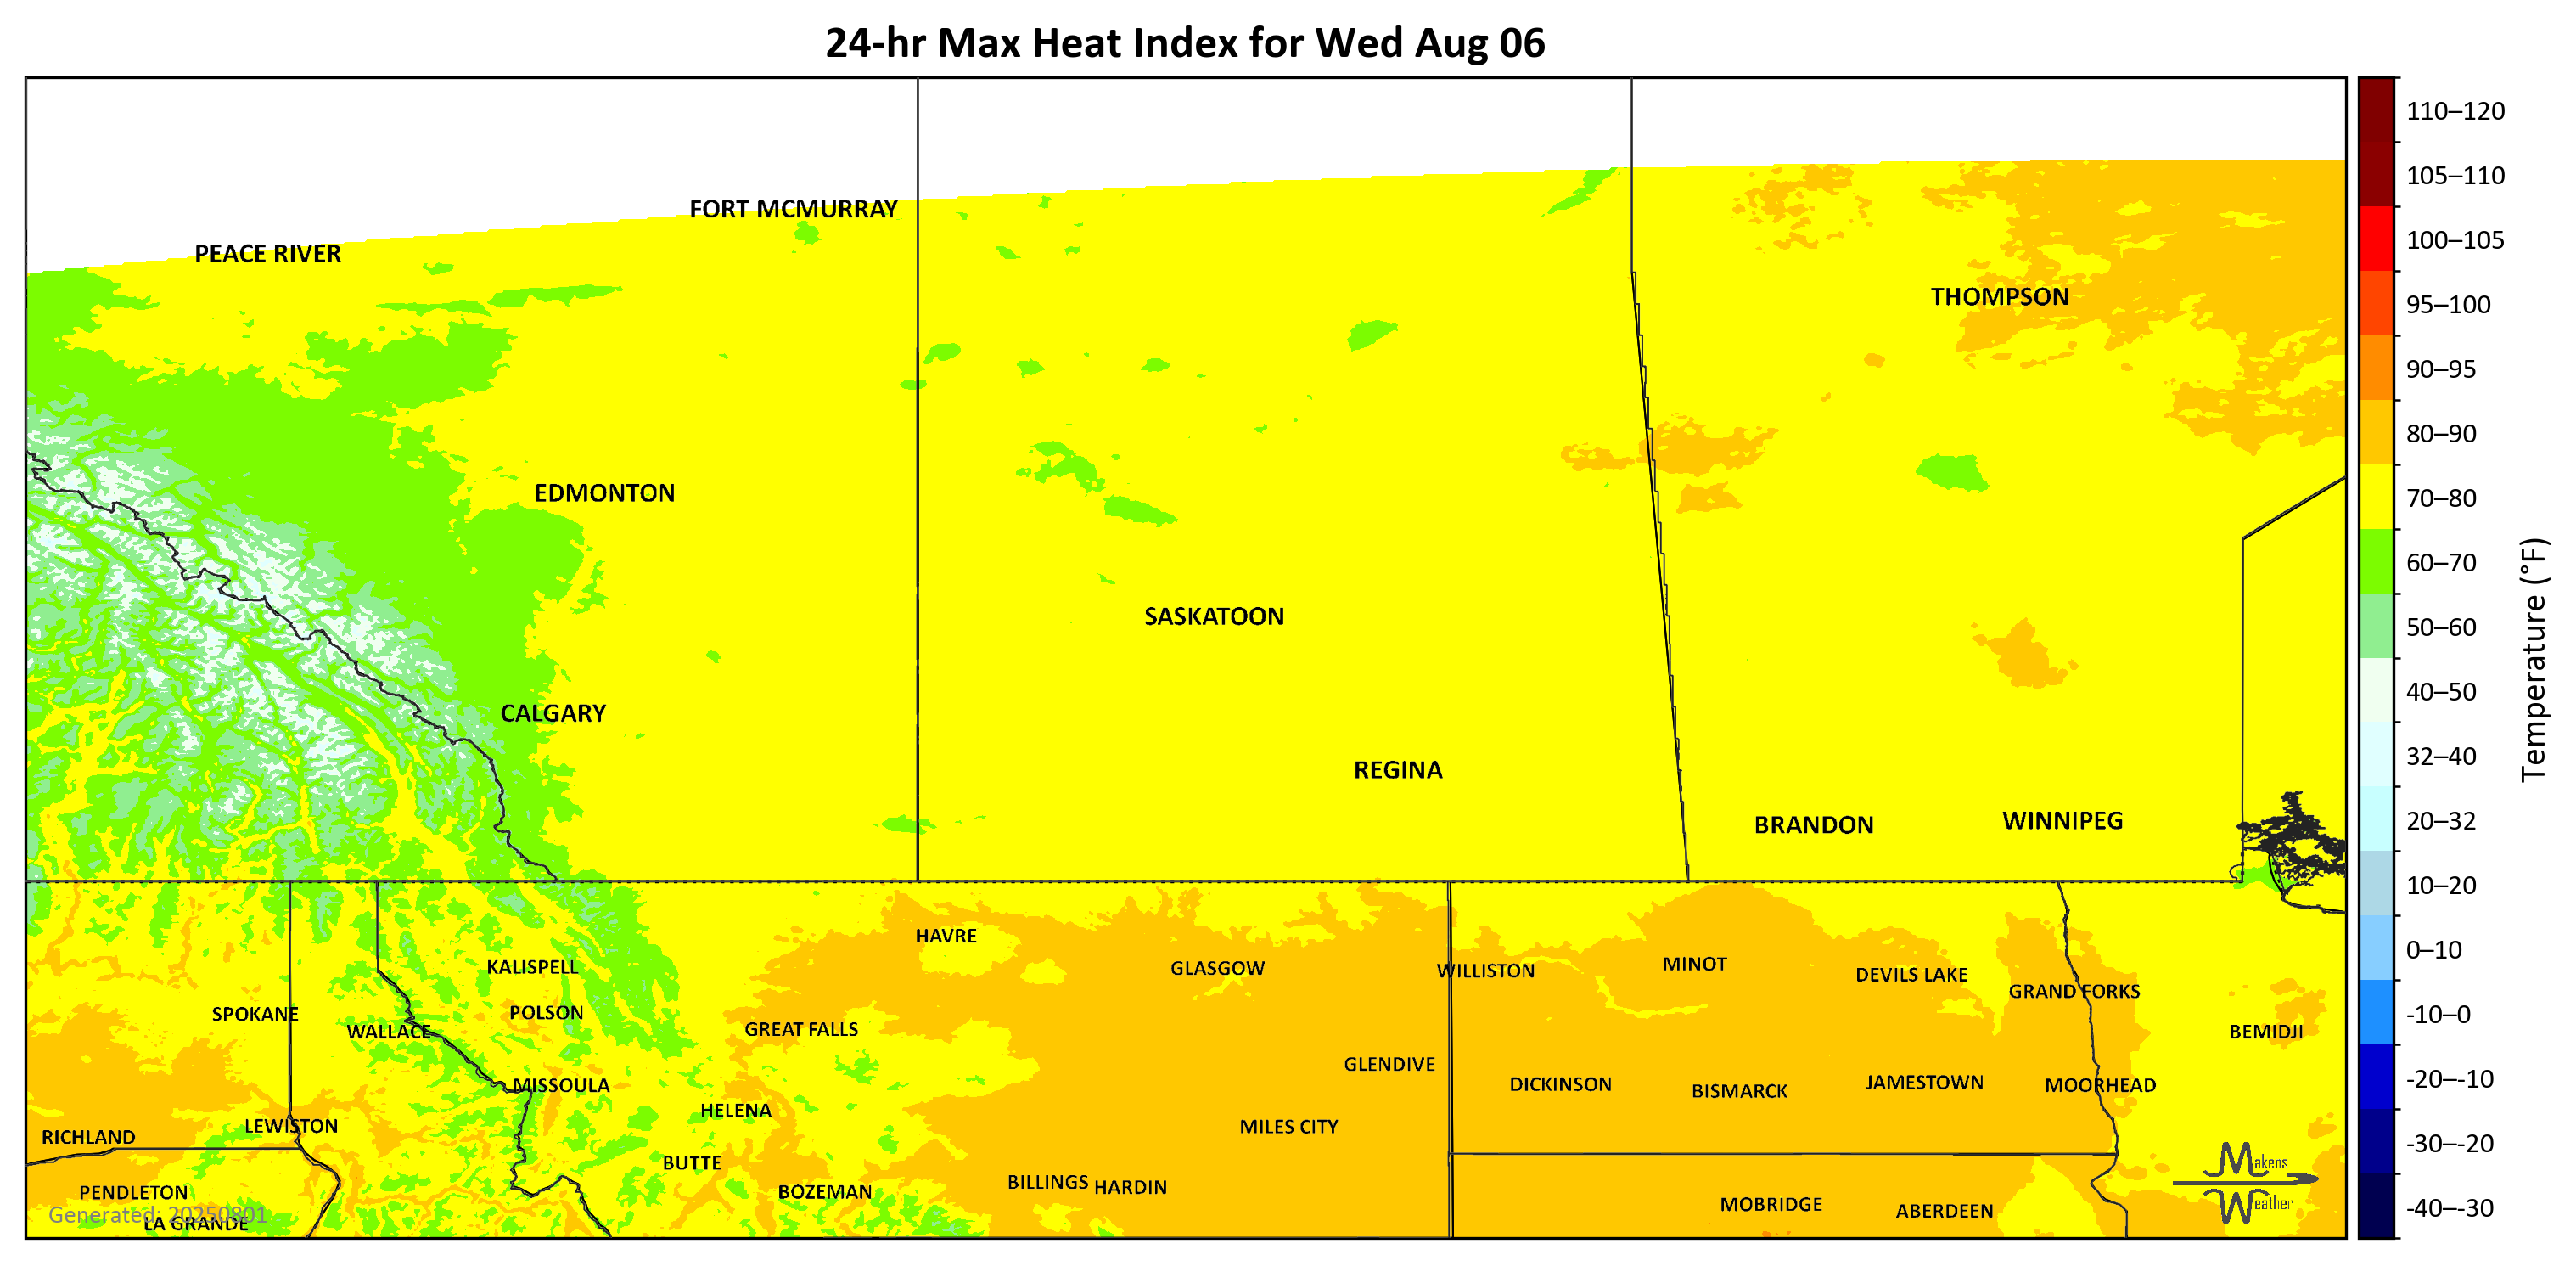 24-hr Max Heat Index for Wed Aug 06
110–120
105–110
FORT MCMURRAY
100–105
PEACE RIVER
THOMPSON
95–100
90–95
80–90
EDMONTON
70–80
60–70
SASKATOON
50–60
Temperature (°F)
40–50
CALGARY
32–40
REGINA
20–32
BRANDON
WINNIPEG
10–20
HAVRE
0–10
KALISPELL
GLASGOW
WILLISTON
MINOT
DEVILS LAKE
GRAND FORKS
SPOKANE
POLSON
-10–0
WALLACE
GREAT FALLS
BEMIDJI
GLENDIVE
MISSOULA
DICKINSON
BISMARCK
JAMESTOWN
MOORHEAD
-20–-10
HELENA
LEWISTON
MILES CITY
RICHLAND
-30–-20
BUTTE
Makens
Weather
PENDLETON
BOZEMAN
BILLINGS
HARDIN
MOBRIDGE
ABERDEEN
-40–-30
Generated: 20250801
LA GRANDE